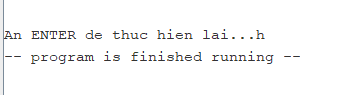 An ENTER de thuc hien lai...h
-- program is finished running --